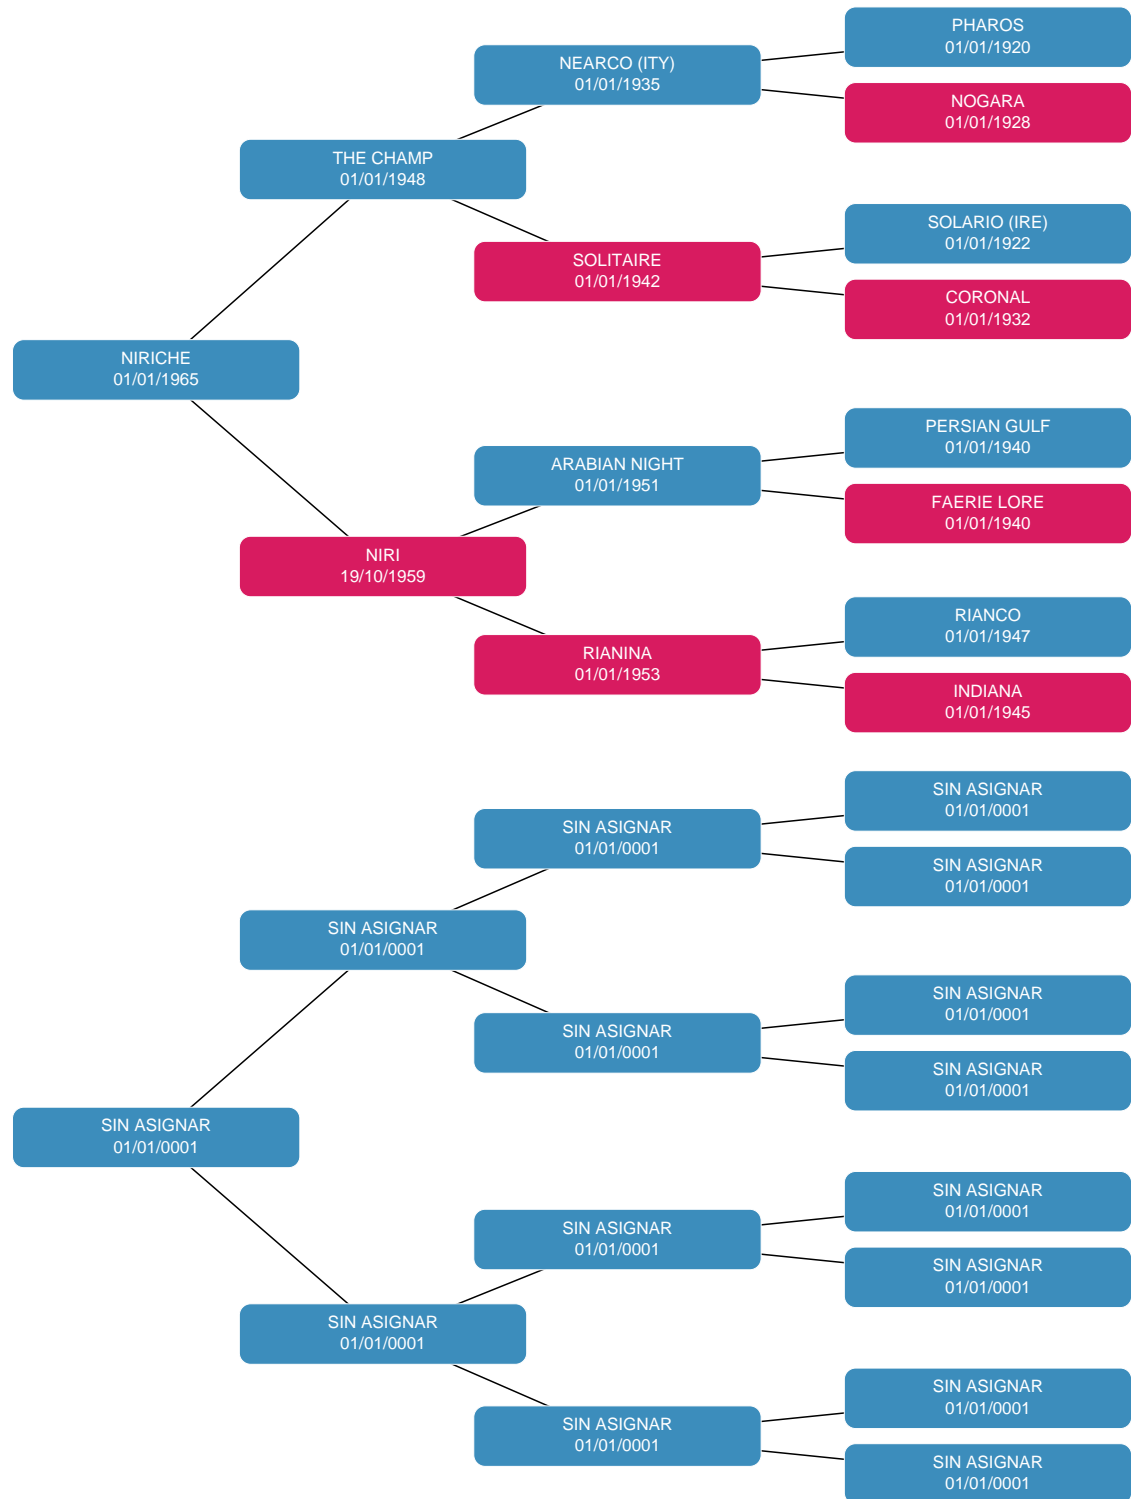 PHAROS
01/01/1920
NEARCO (ITY)
01/01/1935
NOGARA
01/01/1928
THE CHAMP
01/01/1948
SOLARIO (IRE)
01/01/1922
SOLITAIRE
01/01/1942
CORONAL
01/01/1932
NIRICHE
01/01/1965
PERSIAN GULF
01/01/1940
ARABIAN NIGHT
01/01/1951
FAERIE LORE
01/01/1940
NIRI
19/10/1959
RIANCO
01/01/1947
RIANINA
01/01/1953
INDIANA
01/01/1945
SIN ASIGNAR
01/01/0001
SIN ASIGNAR
01/01/0001
SIN ASIGNAR
01/01/0001
SIN ASIGNAR
01/01/0001
SIN ASIGNAR
01/01/0001
SIN ASIGNAR
01/01/0001
SIN ASIGNAR
01/01/0001
SIN ASIGNAR
01/01/0001
SIN ASIGNAR
01/01/0001
SIN ASIGNAR
01/01/0001
SIN ASIGNAR
01/01/0001
SIN ASIGNAR
01/01/0001
SIN ASIGNAR
01/01/0001
SIN ASIGNAR
01/01/0001
SIN ASIGNAR
01/01/0001